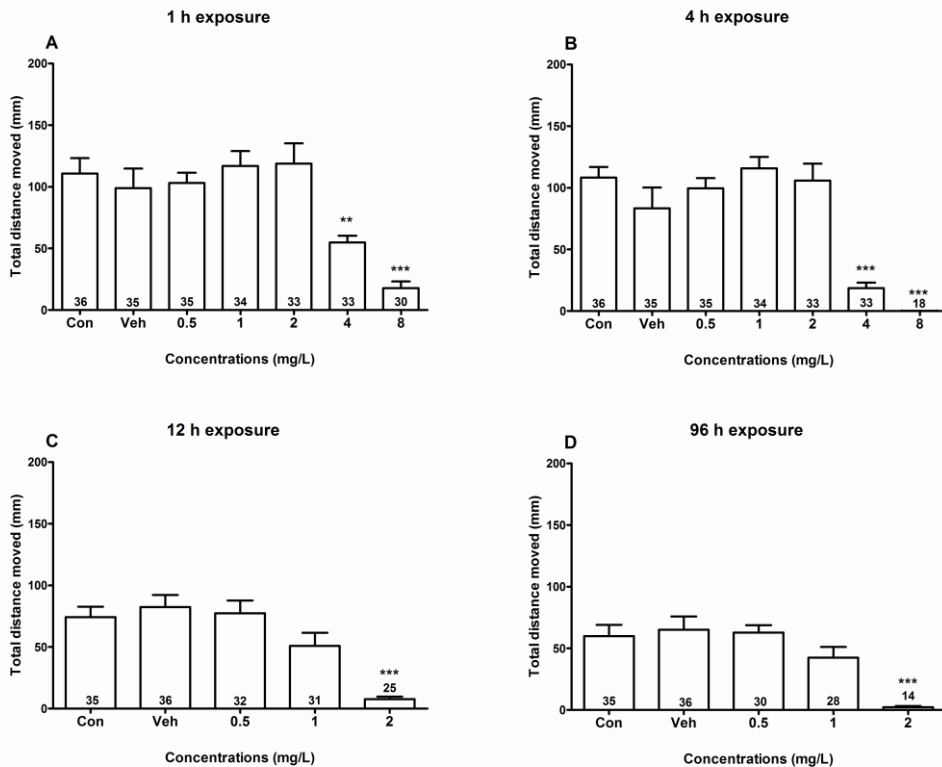 1 h exposure
A
Total distance moved (mm)
200
150
100
50
0
**
***
36 35 35 34 33 33 30
Con Veh 0.5 1 2 4 8
Concentrations (mg/L)
4 h exposure
B
Total distance moved (mm)
200
150
100
50
0
***
***
36 35 35 34 33 33 18
Con Veh 0.5 1 2 4 8
Concentrations (mg/L)
12 h exposure
C
Total distance moved (mm)
200
150
100
50
0
***
35 36 32 31 25
Con Veh 0.5 1 2
Concentrations (mg/L)
96 h exposure
D
Total distance moved (mm)
200
150
100
50
0
***
35 36 30 28 14
Con Veh 0.5 1 2
Concentrations (mg/L)